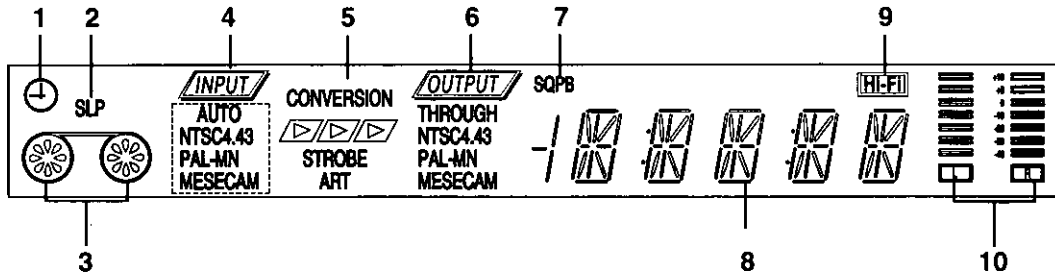 1 2 4 5 6 7 9
INPUT OUTPUT SQPB Hi-Fi
SLP AUTO CONVERSION THROUGH
NTSC4.43 NTSC4.43
PAL-MN STROBE PAL-MN
MESECAM ART MESECAM
L R
3 8 10